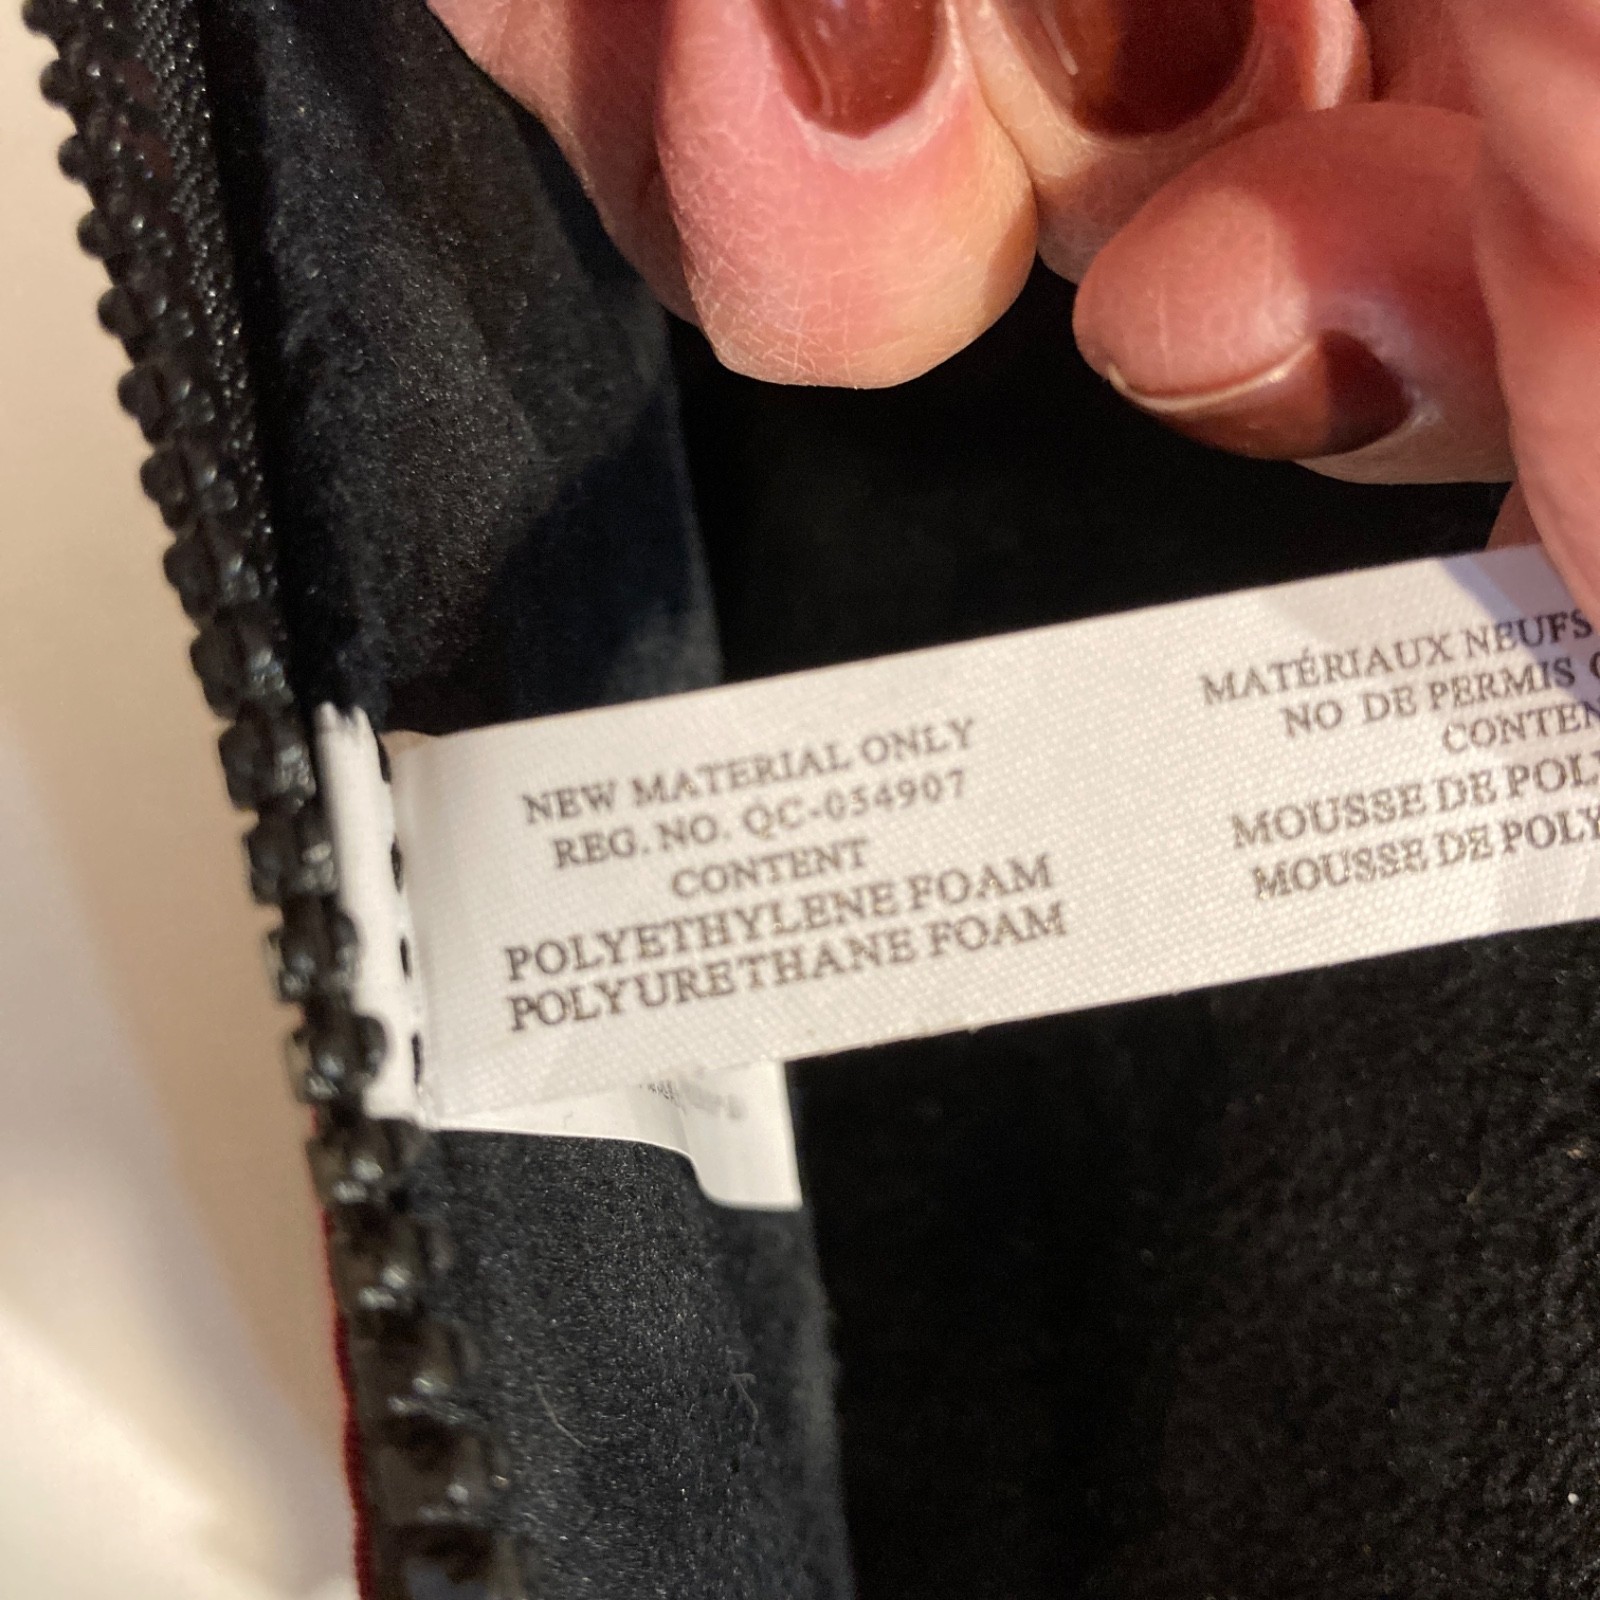 NEW MATERIAL ONLY
REG. NO. QC-054907
CONTENT
POLYETHYLENE FOAM
POLYURETHANE FOAM
MATÉRIAUX NEUFS
NO DE PERMIS
MOUSSE DE
MOUSSE DE